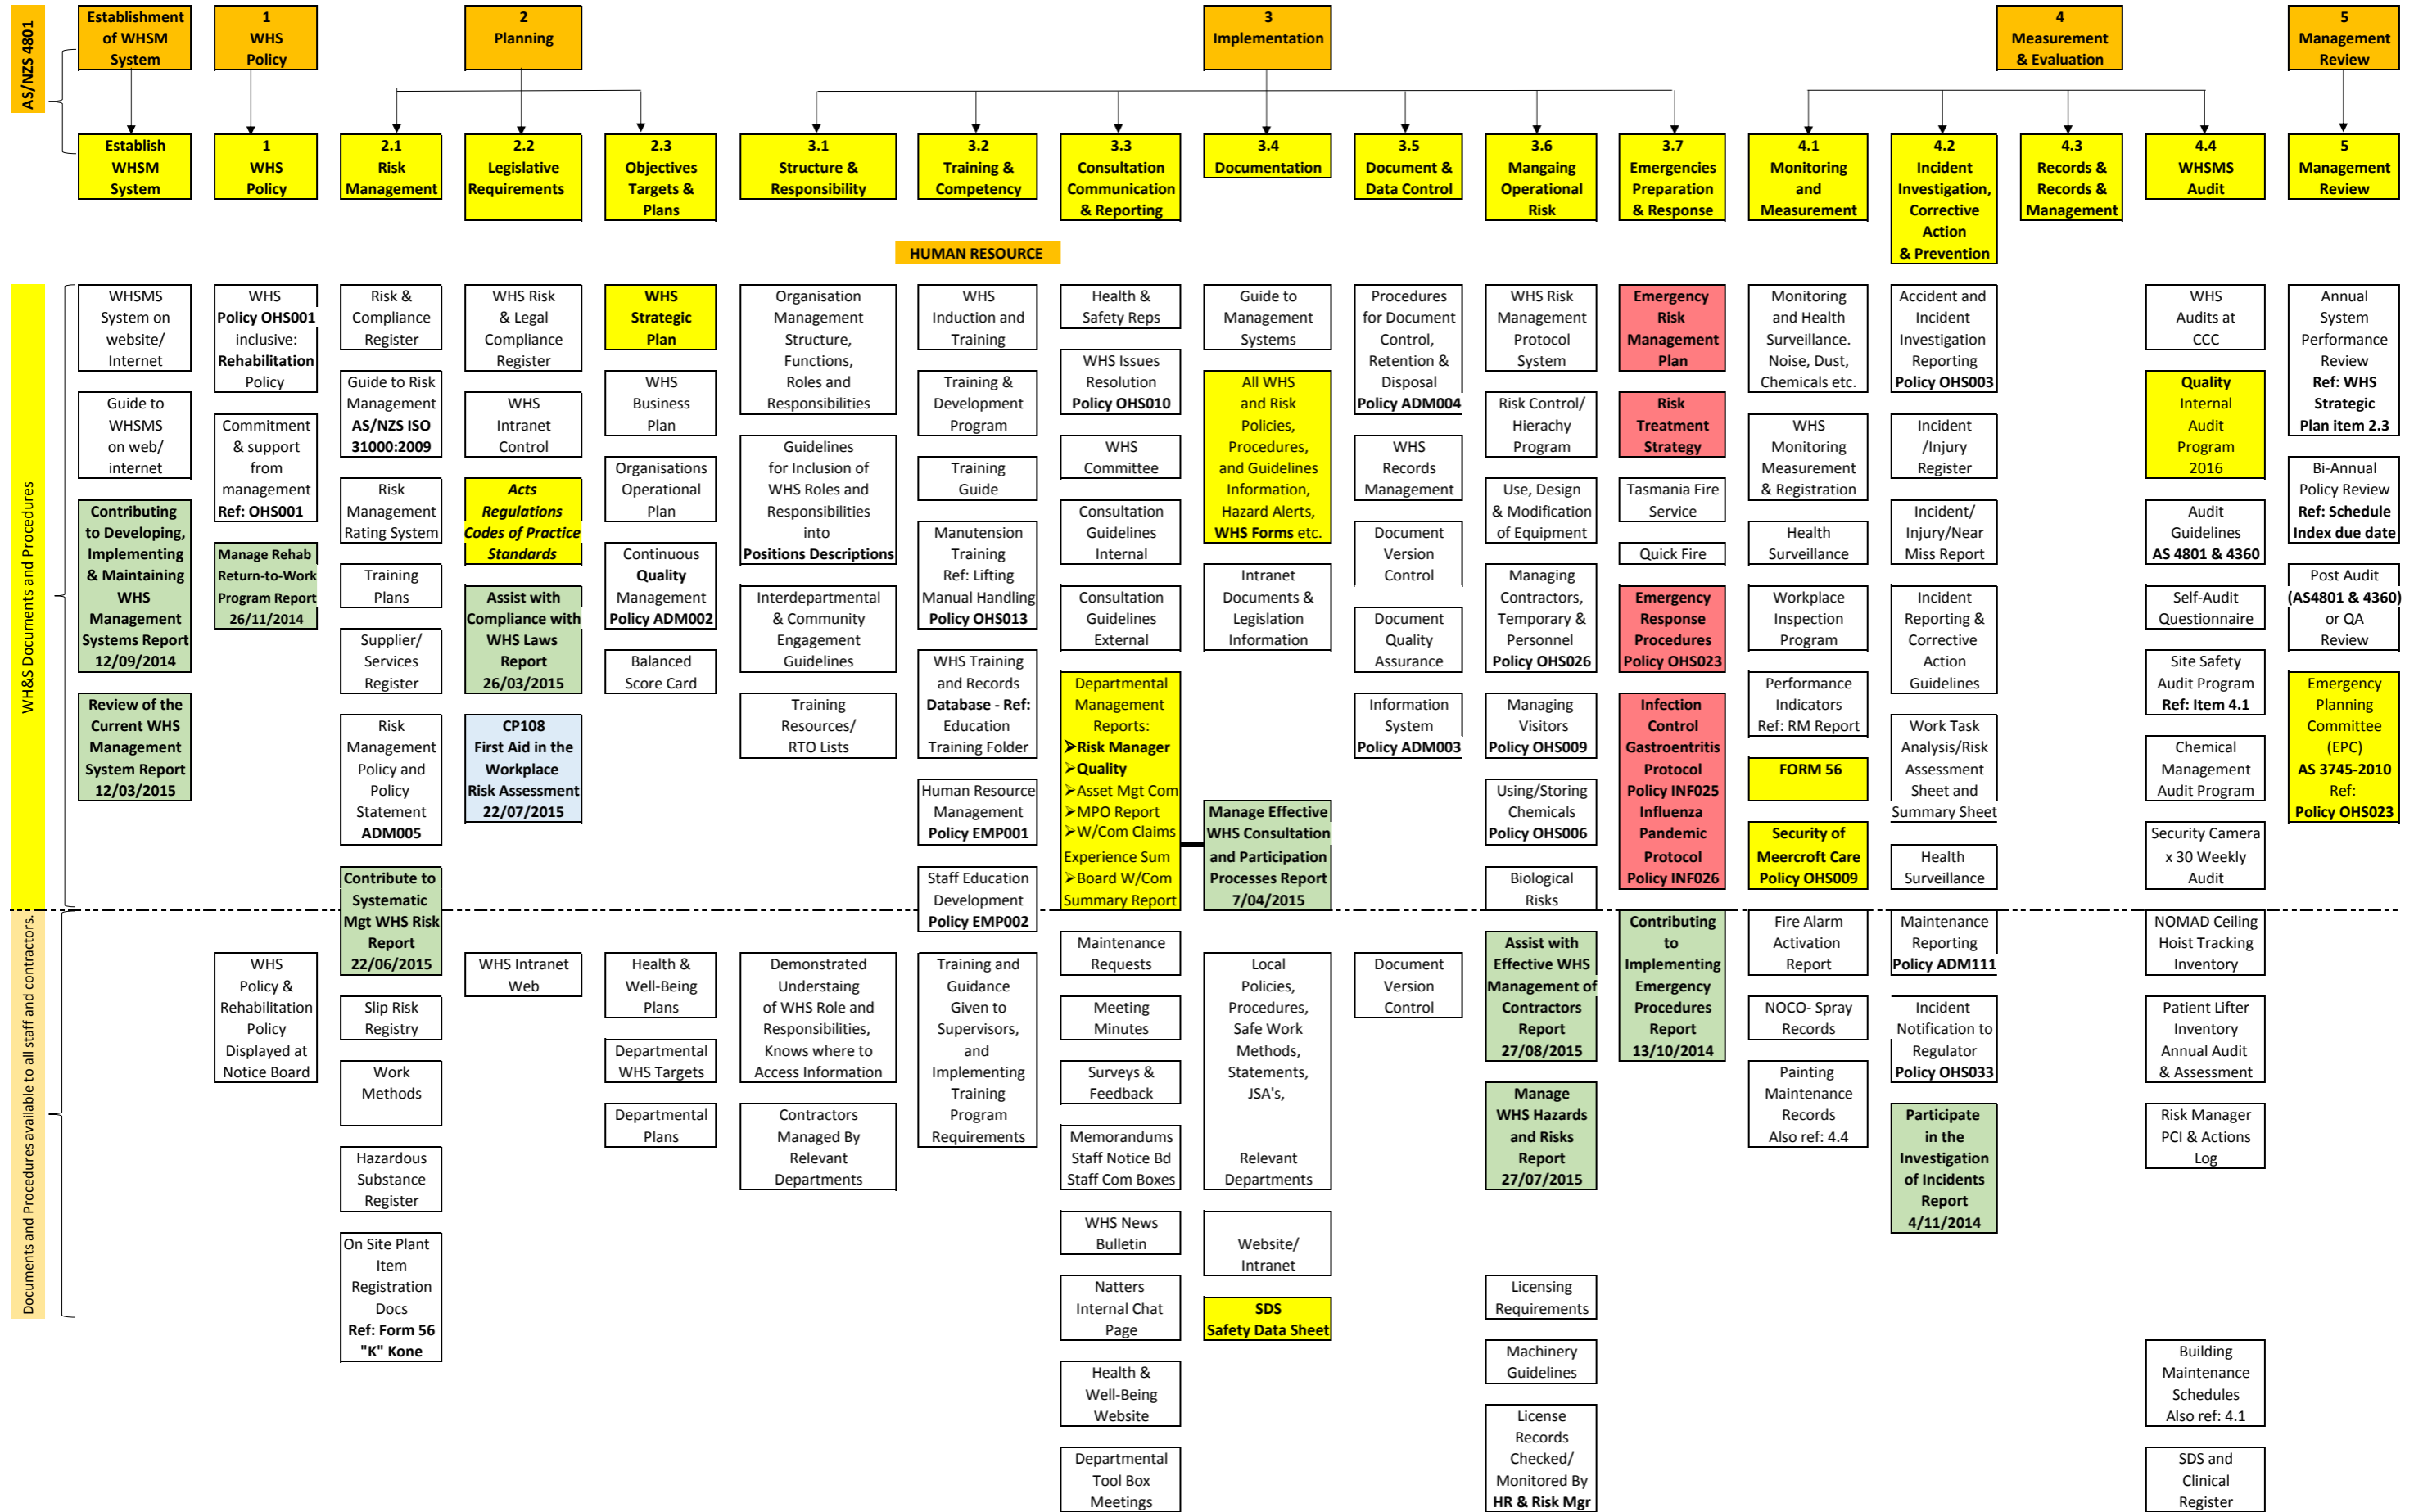 AS/NZS 4801
Establishment
of WHSM
System
1
WHS
Policy
2
Planning
3
Implementation
4
Measurement
& Evaluation
5
Management
Review
Establish
WHSM
System
1
WHS
Policy
2.1
Risk
Management
2.2
Legislative
Requirements
2.3
Objectives
Targets &
Plans
3.1
Structure &
Responsibility
3.2
Training &
Competency
3.3
Consultation
Communication
& Reporting
3.4
Documentation
3.5
Document &
Data Control
3.6
Mangaing
Operational
Risk
3.7
Emergencies
Preparation
& Response
4.1
Monitoring
and
Measurement
4.2
Incident
Investigation,
Corrective
Action
& Prevention
4.3
Records &
Records &
Management
4.4
WHSMS
Audit
5
Management
Review
HUMAN RESOURCE
WH&S Documents and Procedures
WHSMS
System on
website/
Internet
Guide to
WHSMS
on web/
internet
Contributing
to Developing,
Implementing
& Maintaining
WHS
Management
Systems Report
12/09/2014
Review of the
Current WHS
Management
System Report
12/03/2015
WHS
Policy OHS001
inclusive:
Rehabilitation
Policy
Commitment
& support
from
management
Ref: OHS001
Manage Rehab
Return-to-Work
Program Report
26/11/2014
Risk &
Compliance
Register
Guide to Risk
Management
AS/NZS ISO
31000:2009
Risk
Management
Rating System
Training
Plans
Supplier/
Services
Register
Risk
Management
Policy and
Policy
Statement
ADM005
Contribute to
Systematic
Mgt WHS Risk
Report
22/06/2015
WHS Risk
& Legal
Compliance
Register
WHS
Intranet
Control
Acts
Regulations
Codes of Practice
Standards
Assist with
Compliance with
WHS Laws
Report
26/03/2015
CP108
First Aid in the
Workplace
Risk Assessment
22/07/2015
WHS
Strategic
Plan
WHS
Business
Plan
Organisations
Operational
Plan
Continuous
Quality
Management
Policy ADM002
Balanced
Score Card
Organisation
Management
Structure,
Functions,
Roles and
Responsibilities
Guidelines
for Inclusion of
WHS Roles and
Responsibilities
into
Positions Descriptions
Interdepartmental
& Community
Engagement
Guidelines
Training
Resources/
RTO Lists
WHS
Induction and
Training
Training &
Development
Program
Training
Guide
Manutension
Training
Ref: Lifting
Manual Handling
Policy OHS013
WHS Training
and Records
Database - Ref:
Education
Training Folder
Human Resource
Management
Policy EMP001
Staff Education
Development
Policy EMP002
Health &
Safety Reps
WHS Issues
Resolution
Policy OHS010
WHS
Committee
Consultation
Guidelines
Internal
Consultation
Guidelines
External
Departmental
Management
Reports:
➢Risk Manager
➢Quality
➢Asset Mgt Com
➢MPO Report
➢W/Com Claims
Experience Sum
➢Board W/Com
Summary Report
Guide to
Management
Systems
All WHS
and Risk
Policies,
Procedures,
and Guidelines
Information,
Hazard Alerts,
WHS Forms etc.
Intranet
Documents &
Legislation
Information
Manage Effective
WHS Consultation
and Participation
Processes Report
7/04/2015
Procedures
for Document
Control,
Retention &
Disposal
Policy ADM004
WHS
Records
Management
Document
Version
Control
Document
Quality
Assurance
Information
System
Policy ADM003
WHS Risk
Management
Protocol
System
Risk Control/
Hierarchy
Program
Use, Design
& Modification
of Equipment
Managing
Contractors,
Temporary &
Personnel
Policy OHS026
Managing
Visitors
Policy OHS009
Using/Storing
Chemicals
Policy OHS006
Biological
Risks
Emergency
Risk
Management
Plan
Risk
Treatment
Strategy
Tasmania Fire
Service
Quick Fire
Emergency
Response
Procedures
Policy OHS023
Infection
Control
Gastroentritis
Protocol
Policy INF025
Influenza
Pandemic
Protocol
Policy INF026
Monitoring
and Health
Surveillance.
Noise, Dust,
Chemicals etc.
WHS
Monitoring
Measurement
& Registration
Health
Surveillance
Workplace
Inspection
Program
Performance
Indicators
Ref: RM Report
FORM 56
Security of
Meercroft Care
Policy OHS009
Accident and
Incident
Investigation
Reporting
Policy OHS003
Incident
/Injury
Register
Incident/
Injury/Near
Miss Report
Incident
Reporting &
Corrective
Action
Guidelines
Work Task
Analysis/Risk
Assessment
Sheet and
Summary Sheet
Health
Surveillance
WHS
Audits at
CCC
Quality
Internal
Audit
Program
2016
Audit
Guidelines
AS 4801 & 4360
Self-Audit
Questionnaire
Site Safety
Audit Program
Ref: Item 4.1
Chemical
Management
Audit Program
Security Camera
x 30 Weekly
Audit
Annual
System
Performance
Review
Ref: WHS
Strategic
Plan item 2.3
Bi-Annual
Policy Review
Ref: Schedule
Index due date
Post Audit
(AS4801 & 4360)
or QA
Review
Emergency
Planning
Committee
(EPC)
AS 3745-2010
Ref:
Policy OHS023
Documents and Procedures available to all staff and contractors.
WHS
Policy &
Rehabilitation
Policy
Displayed at
Notice Board
Slip Risk
Registry
Work
Methods
Hazardous
Substance
Register
On Site Plant
Item
Registration
Docs
Ref: Form 56
"K" Kone
WHS Intranet
Web
Health &
Well-Being
Plans
Departmental
WHS Targets
Departmental
Plans
Demonstrated
Understaing
of WHS Role and
Responsibilities,
Knows where to
Access Information
Contractors
Managed By
Relevant
Departments
Training and
Guidance
Given to
Supervisors,
and
Implementing
Training
Program
Requirements
Maintenance
Requests
Meeting
Minutes
Surveys &
Feedback
Memorandums
Staff Notice Bd
Staff Com Boxes
WHS News
Bulletin
Natters
Internal Chat
Page
Health &
Well-Being
Website
Departmental
Tool Box
Meetings
Local
Policies,
Procedures,
Safe Work
Methods,
Statements,
JSA's,
Relevant
Departments
Website/
Intranet
SDS
Safety Data Sheet
Document
Version
Control
Assist with
Effective WHS
Management of
Contractors
Report
27/08/2015
Manage
WHS Hazards
and Risks
Report
27/07/2015
Licensing
Requirements
Machinery
Guidelines
License
Records
Checked/
Monitored By
HR & Risk Mgr
Contributing
to
Implementing
Emergency
Procedures
Report
13/10/2014
Fire Alarm
Activation
Report
NOCO- Spray
Records
Painting
Maintenance
Records
Also ref: 4.4
Maintenance
Reporting
Policy ADM111
Incident
Notification to
Regulator
Policy OHS033
Participate
in the
Investigation
of Incidents
Report
4/11/2014
NOMAD Ceiling
Hoist Tracking
Inventory
Patient Lifter
Inventory
Annual Audit
& Assessment
Risk Manager
PCI & Actions
Log
Building
Maintenance
Schedules
Also ref: 4.1
SDS and
Clinical
Register